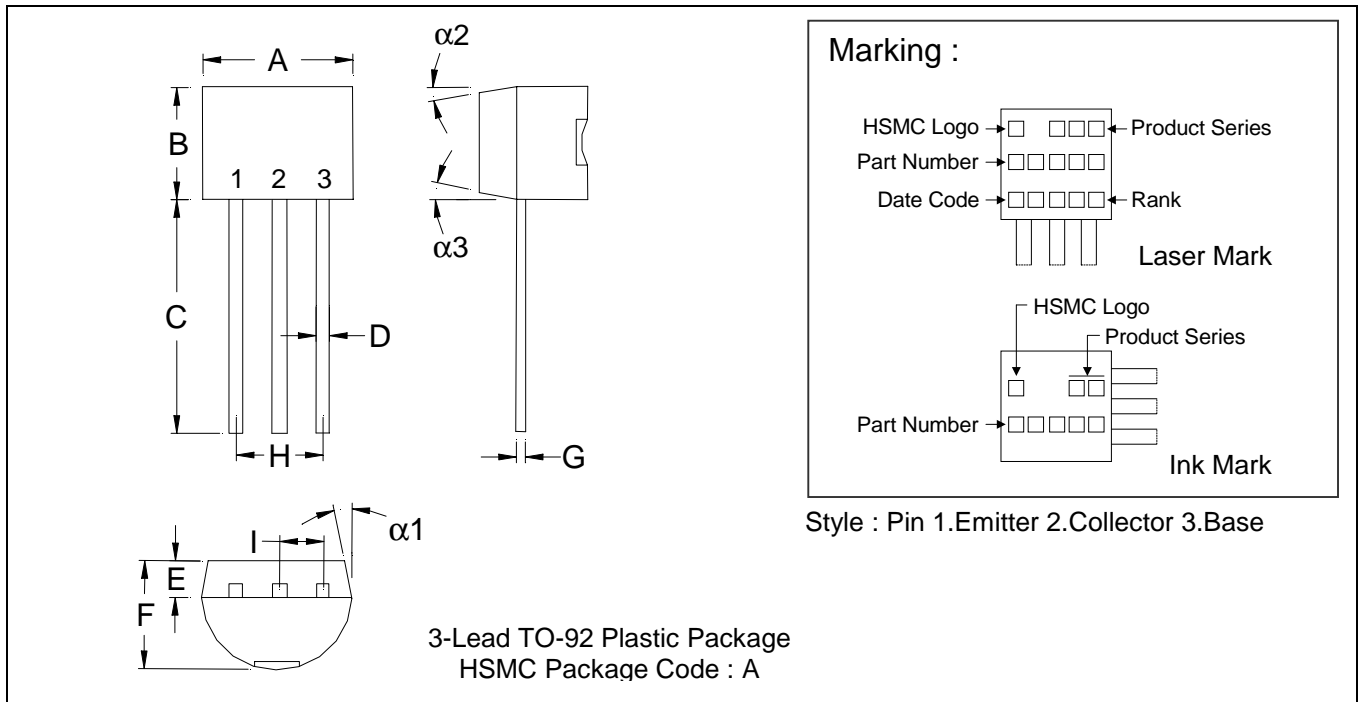 α2
A
B
1 2 3
α3
C
D
H
G
I
α1
E
F
3-Lead TO-92 Plastic Package
HSMC Package Code : A
Marking :
HSMC Logo
Product Series
Part Number
Date Code
Rank
Laser Mark
HSMC Logo
Product Series
Part Number
Ink Mark
Style : Pin 1.Emitter 2.Collector 3.Base